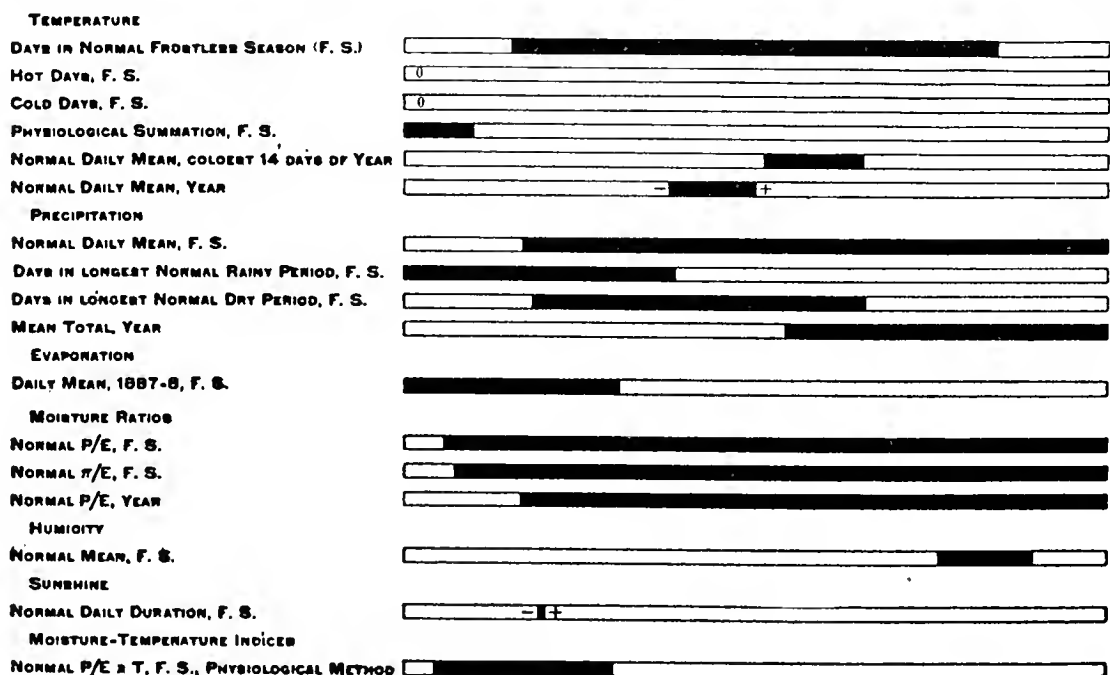 TEMPERATURE
DAYS IN NORMAL FROSTLESS SEASON (F. S.)
HOT DAYS, F. S. 0
COLD DAYS, F. S. 0
PHYSIOLOGICAL SUMMATION, F. S.
NORMAL DAILY MEAN, COLDEST 14 DAYS OF YEAR
NORMAL DAILY MEAN, YEAR - +
PRECIPITATION
NORMAL DAILY MEAN, F. S.
DAYS IN LONGEST NORMAL RAINY PERIOD, F. S.
DAYS IN LONGEST NORMAL DRY PERIOD, F. S.
MEAN TOTAL, YEAR
EVAPORATION
DAILY MEAN, 1887-8, F. S.
MOISTURE RATIOS
NORMAL P/E, F. S.
NORMAL π/E, F. S.
NORMAL P/E, YEAR
HUMIDITY
NORMAL MEAN, F. S.
SUNSHINE
NORMAL DAILY DURATION, F. S. - +
MOISTURE-TEMPERATURE INDICES
NORMAL P/E x T, F. S., PHYSIOLOGICAL METHOD